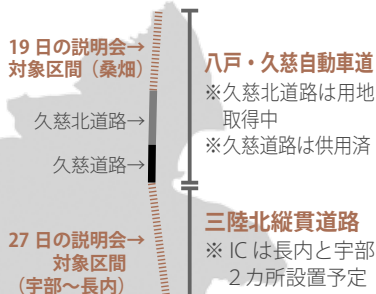 19 日の説明会→
対象区間（桑畑）
久慈北道路→
久慈道路→
27 日の説明会→
対象区間
（宇部〜長内）
八戸・久慈自動車道
※久慈北道路は用地
取得中
※久慈道路は供用済
三陸北縦貫道路
※ IC は長内と宇部
２カ所設置予定